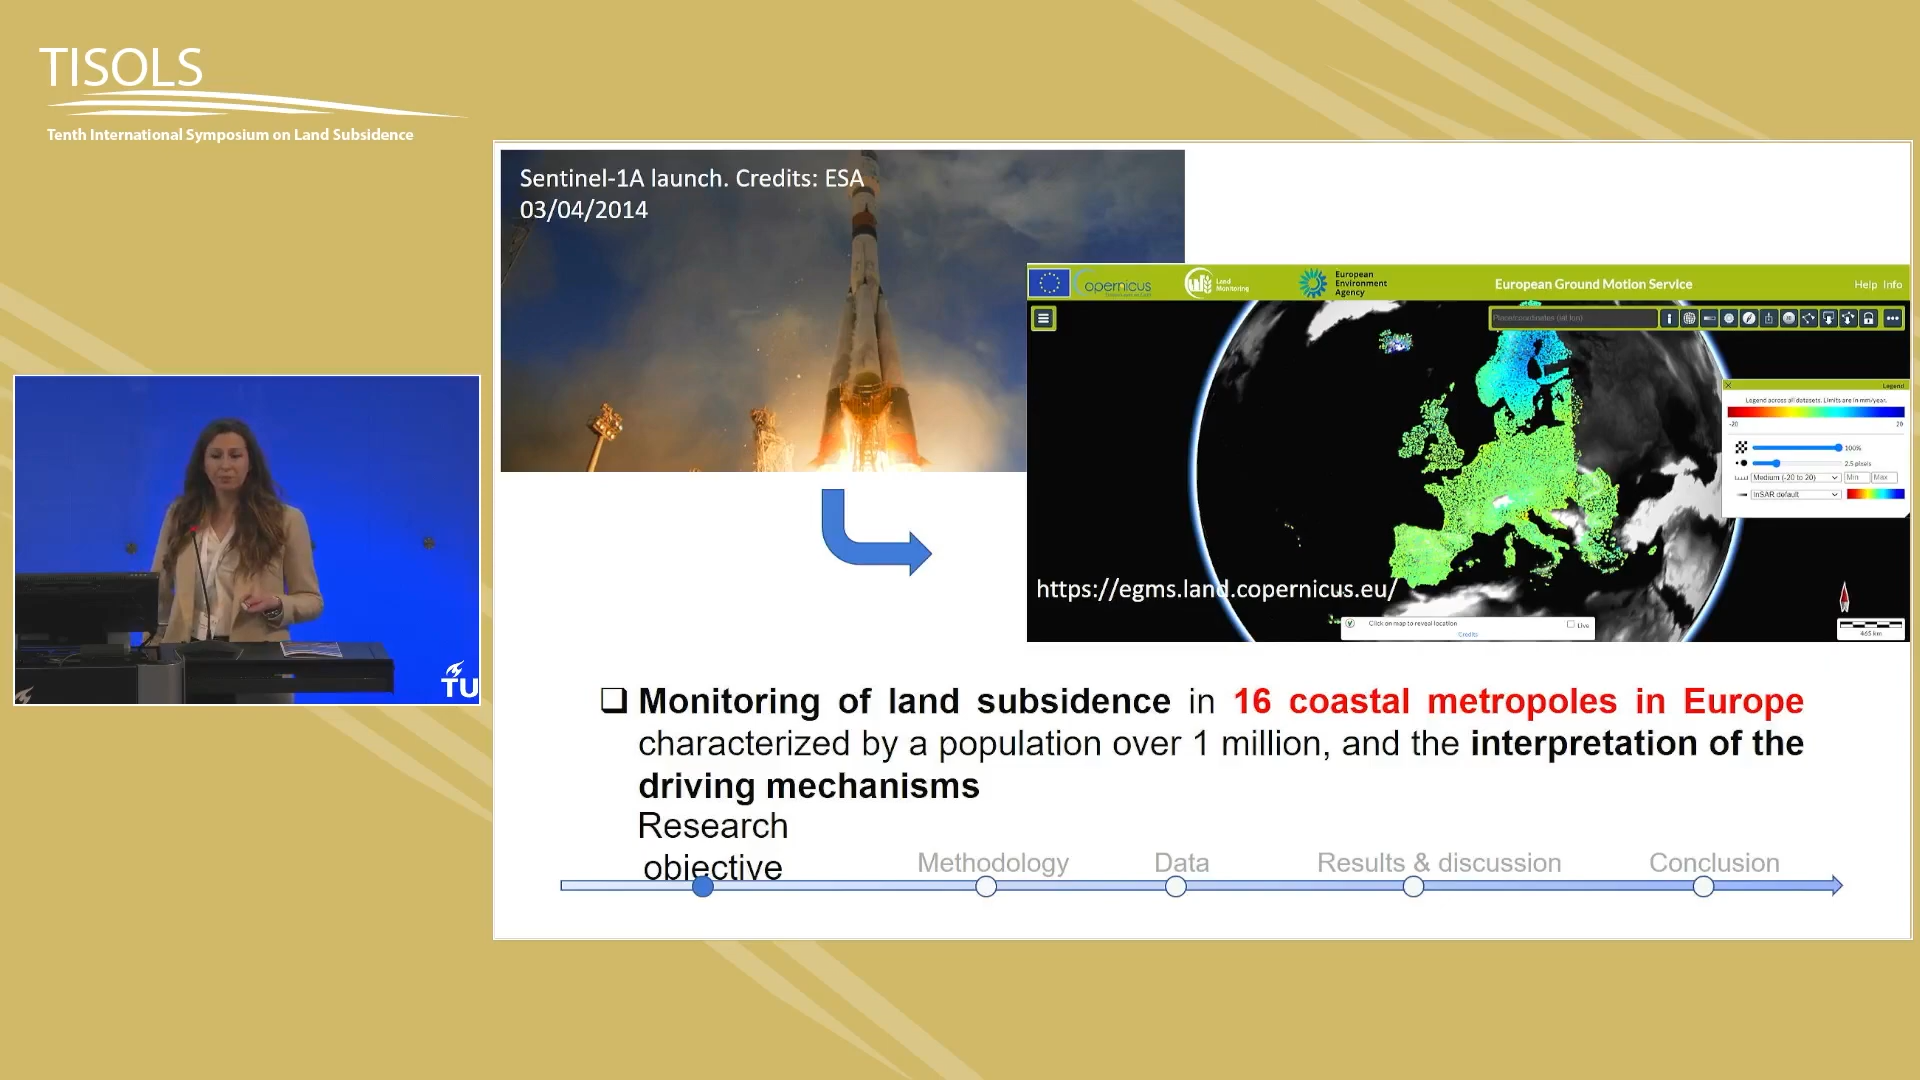 TISOLS
Tenth International Symposium on Land Subsidence
Sentinel-1A launch. Credits: ESA
03/04/2014
opernicus
Land
Monitoring
European
Environment
Agency
European Ground Motion Service
Help Info
Place/coordinates (lat lon)
Legend
Legend across all datasets. Limits are in mm/year.
-20 20
100%
2.5 pixels
Medium (-20 to 20) Min Max
InSAR default
https://egms.land.copernicus.eu/
Click on map to reveal location
Live
Credits
465 km
TU
❑ Monitoring of land subsidence in 16 coastal metropoles in Europe
characterized by a population over 1 million, and the interpretation of the
driving mechanisms
Research
objective
Methodology
Data
Results & discussion
Conclusion